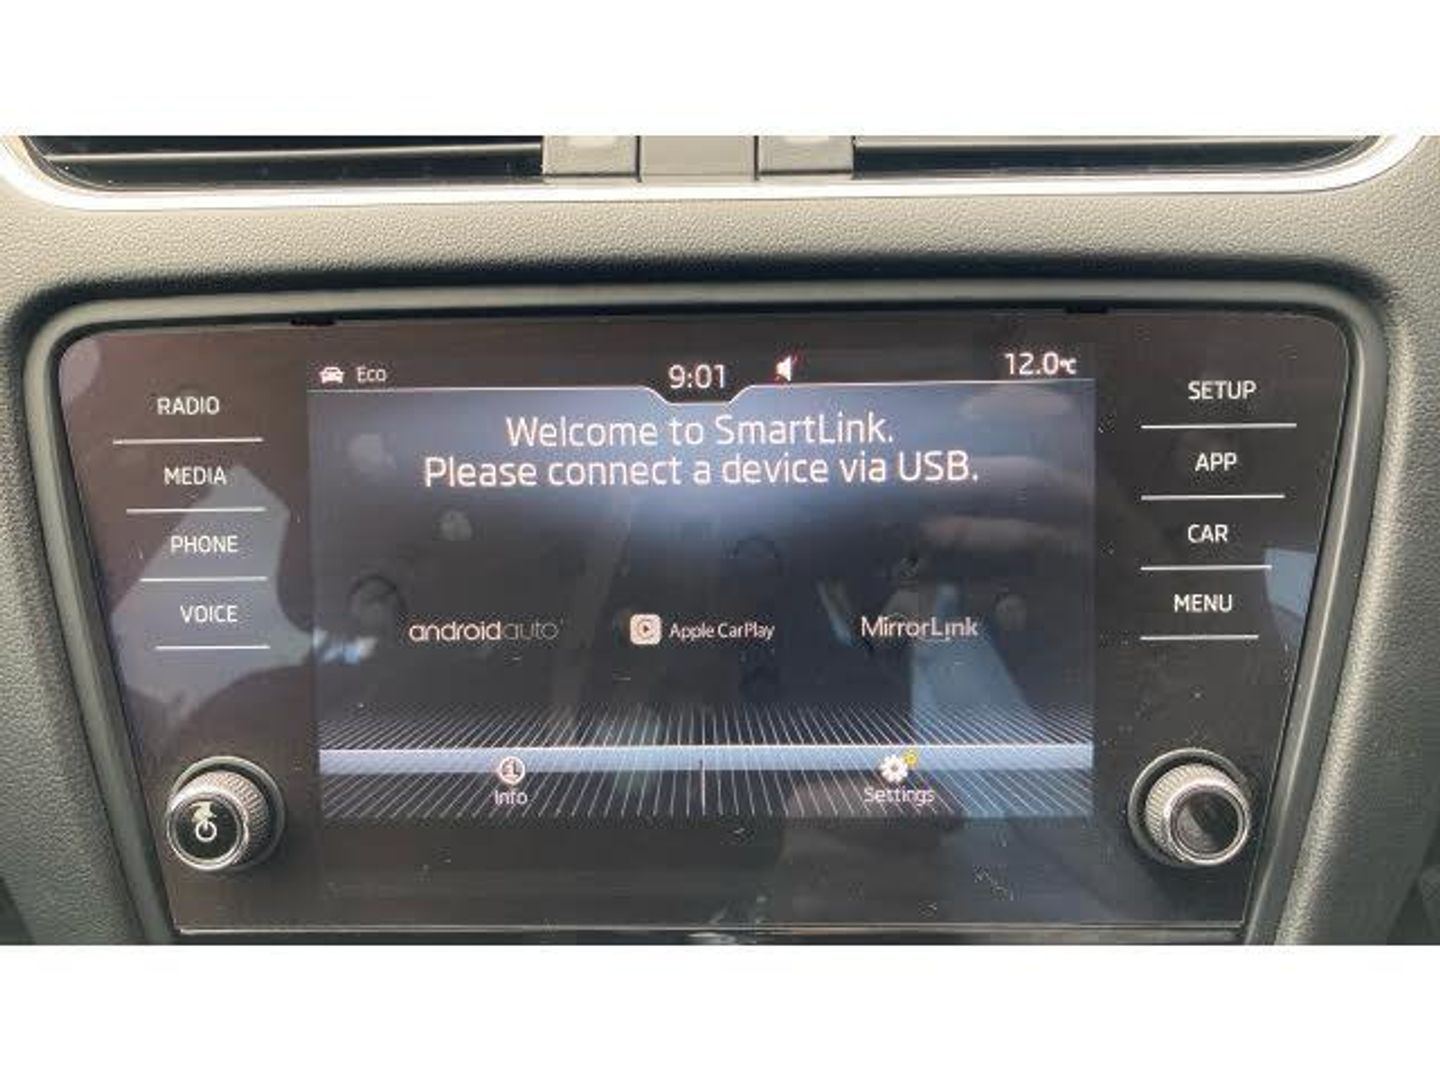 Eco
9:01
12.0°C
RADIO
MEDIA
PHONE
VOICE
Welcome to SmartLink.
Please connect a device via USB.
androidauto
Apple CarPlay
MirrorLink
Info
Settings
SETUP
APP
CAR
MENU